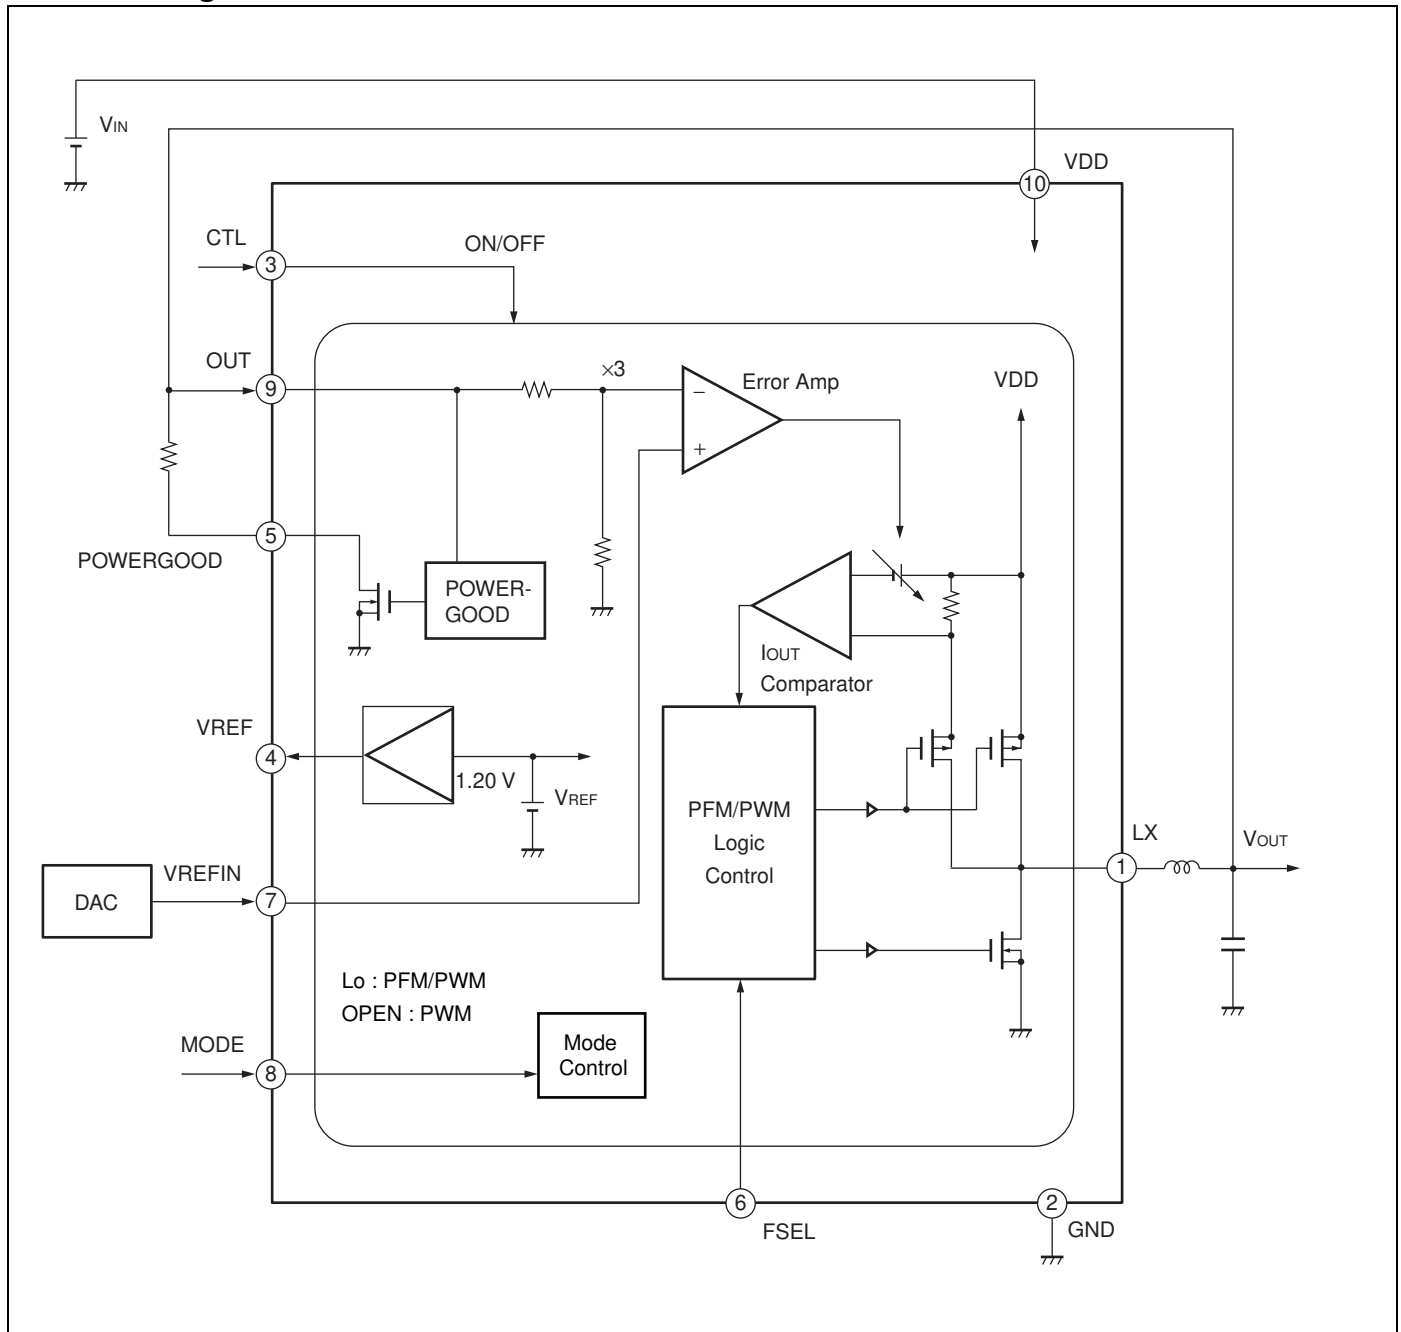 VIN
VDD
10
CTL
3
ON/OFF
OUT
9
×3
Error Amp
VDD
−
+
5
POWERGOOD
POWER-
GOOD
IOUT
Comparator
VREF
4
1.20 V
VREF
PFM/PWM
Logic
Control
LX
1
VOUT
DAC
VREFIN
7
Lo : PFM/PWM
OPEN : PWM
MODE
8
Mode
Control
6
FSEL
2
GND